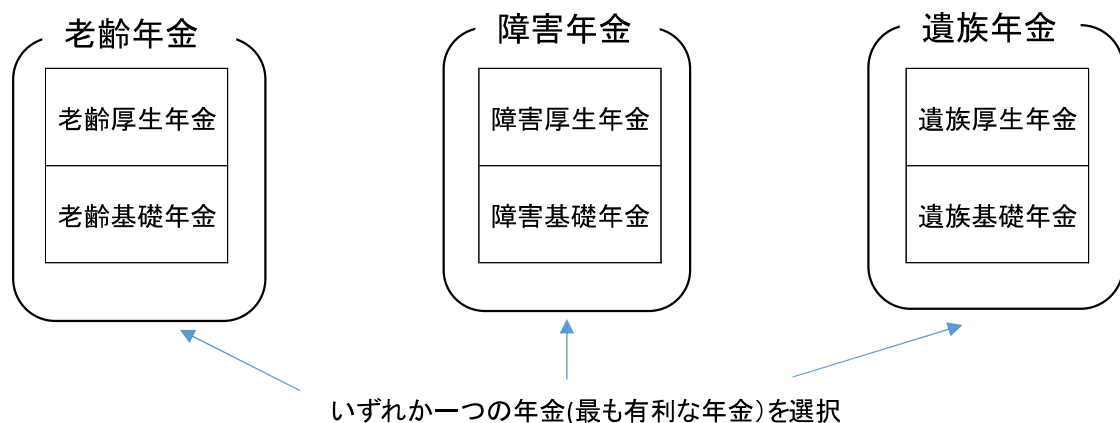 老齢年金
老齢厚生年金
老齢基礎年金
障害年金
障害厚生年金
障害基礎年金
遺族年金
遺族厚生年金
遺族基礎年金
いずれか一つの年金(最も有利な年金)を選択